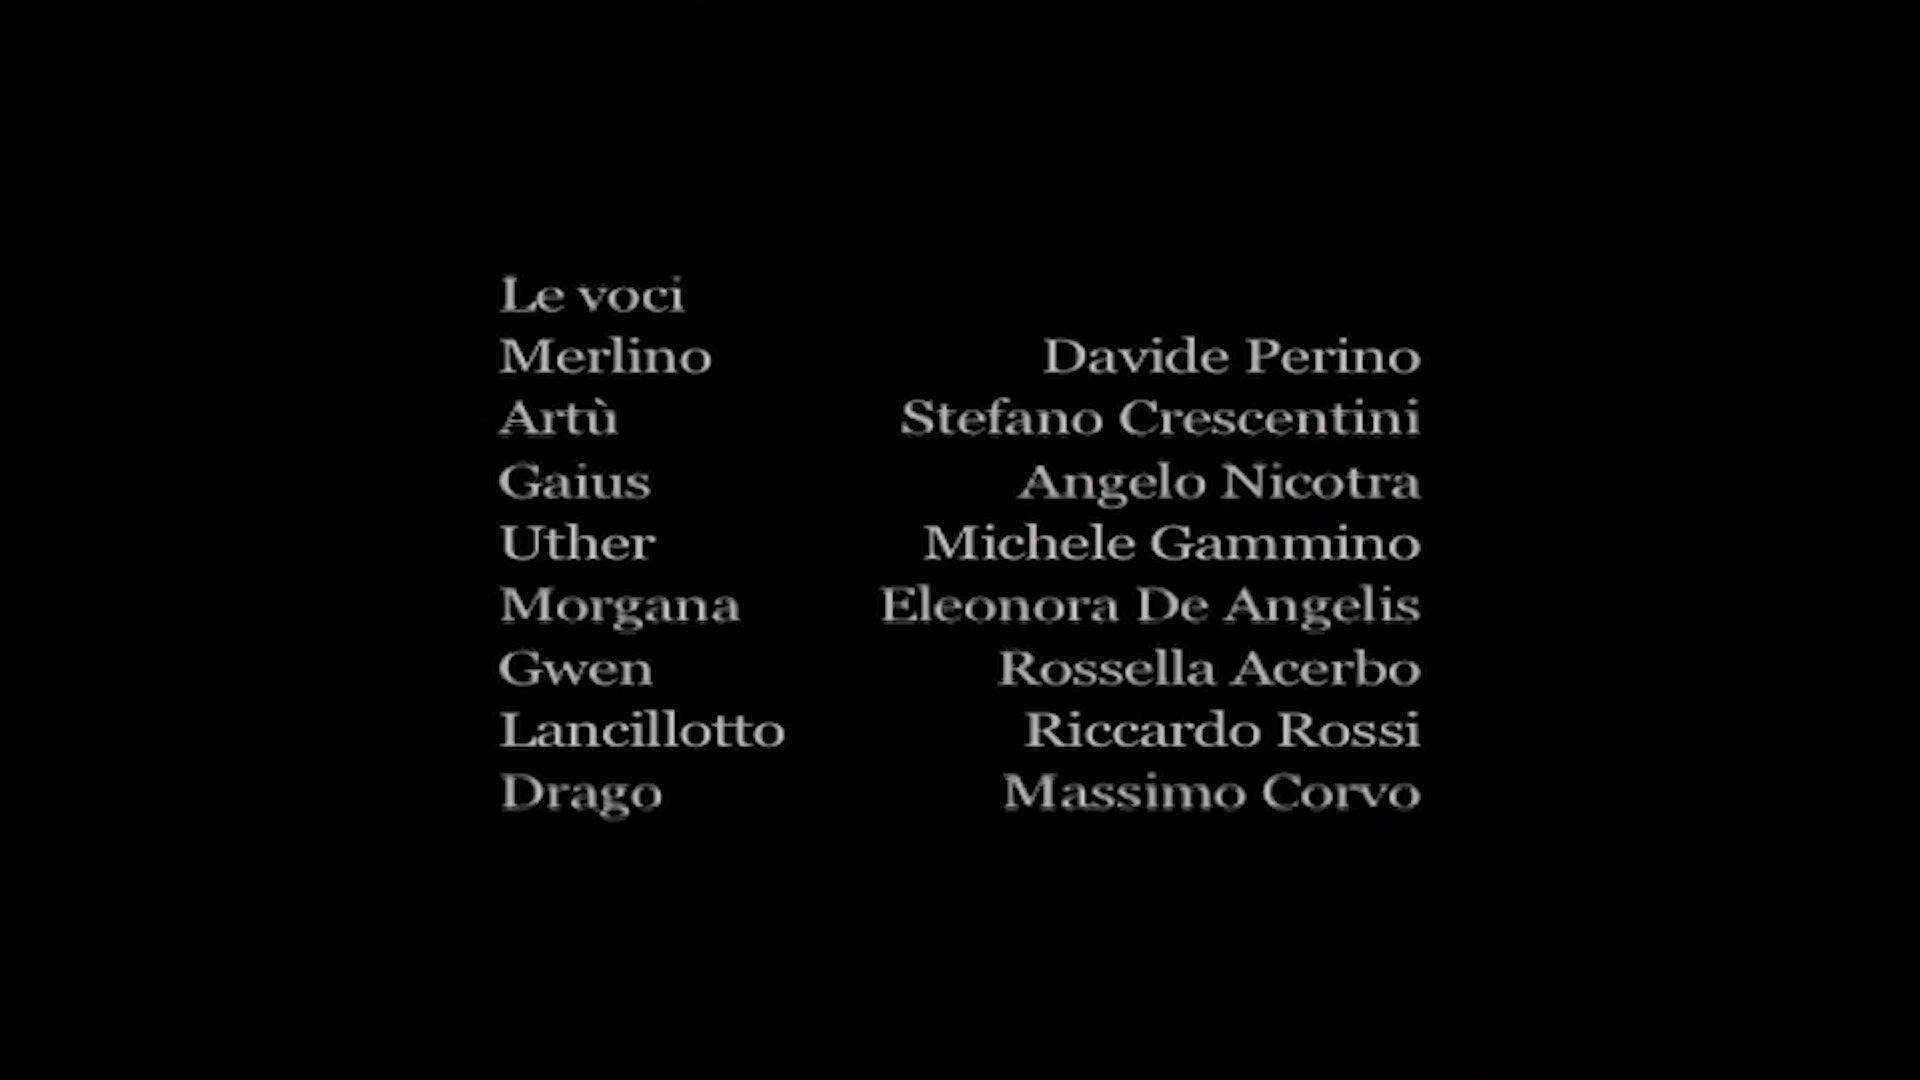 Le voci
Merlino Davide Perino
Artù Stefano Crescentini
Gaius Angelo Nicotra
Uther Michele Gammino
Morgana Eleonora De Angelis
Gwen Rossella Acerbo
Lancillotto Riccardo Rossi
Drago Massimo Corvo